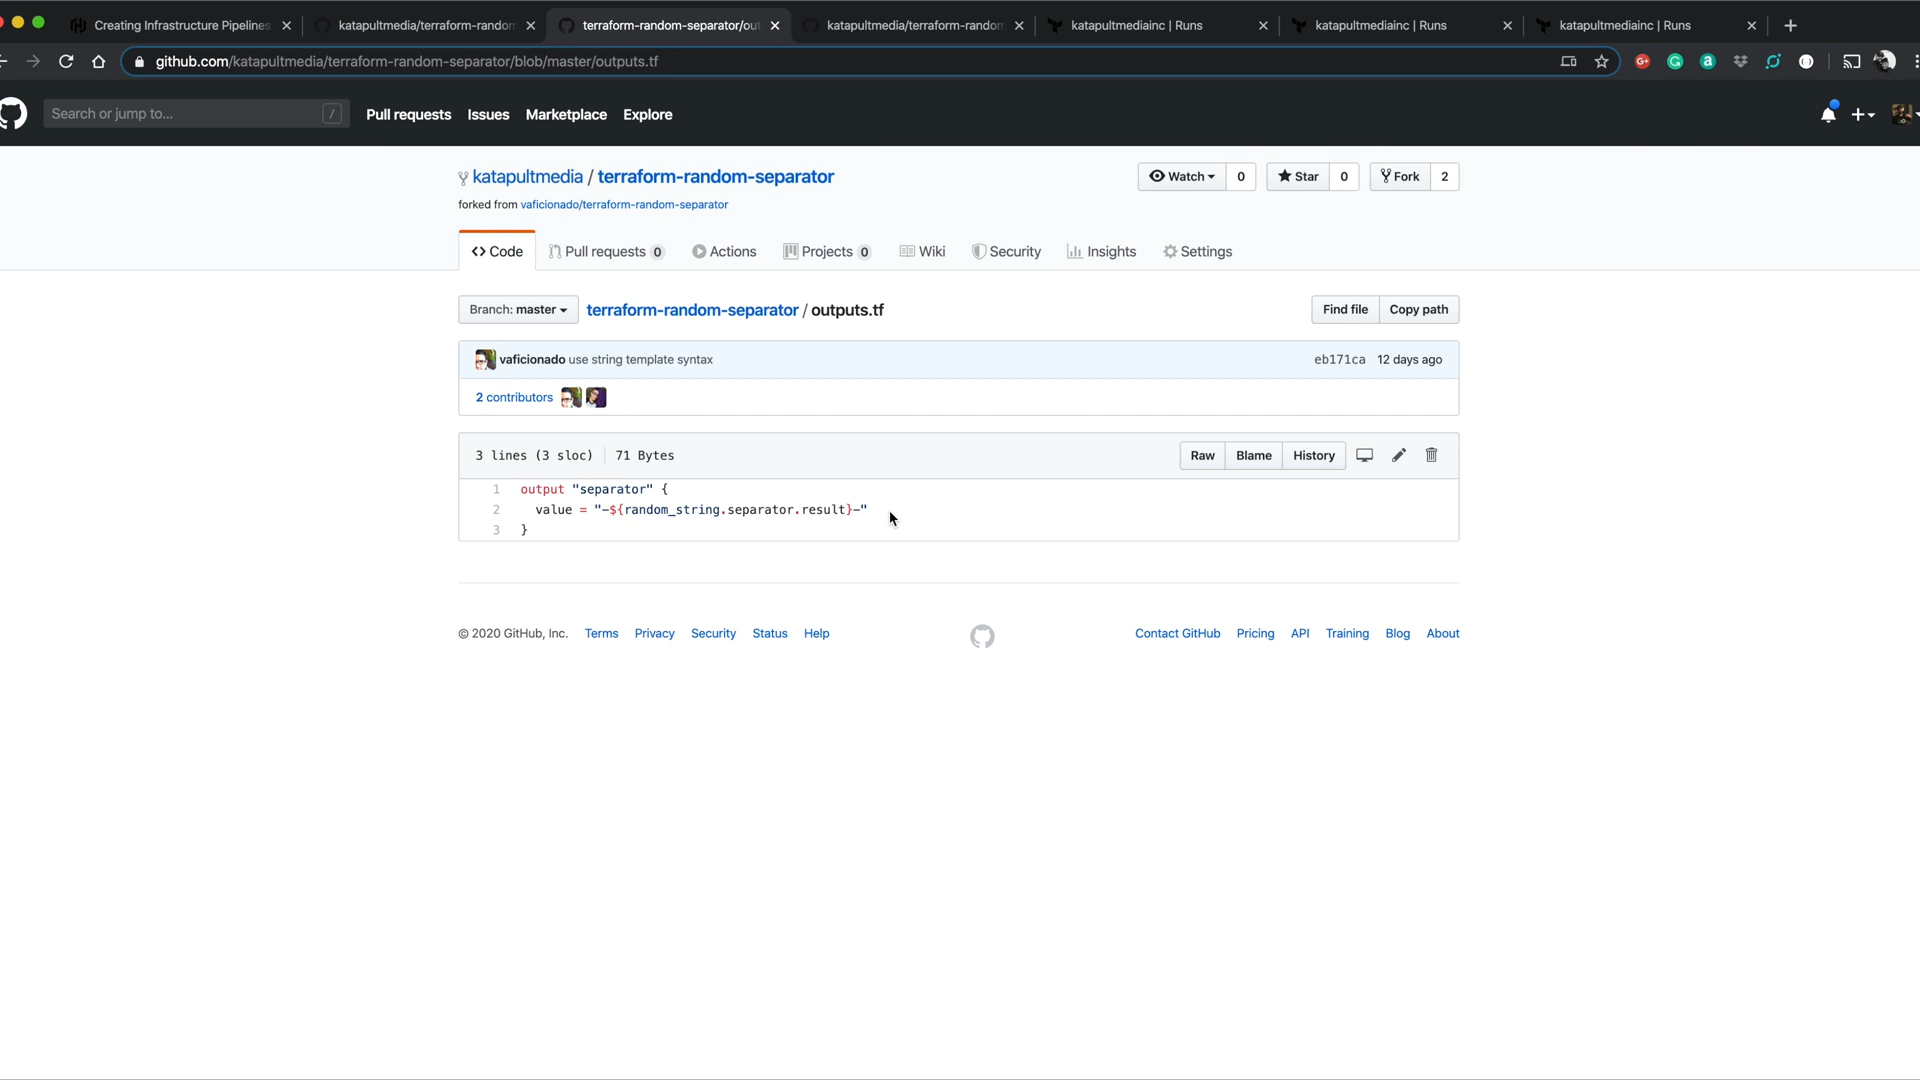 Creating Infrastructure Pipelines
katapultmedia/terraform-random
terraform-random-separator/out
katapultmedia/terraform-random
katapultmediainc | Runs
katapultmediainc | Runs
katapultmediainc | Runs
github.com/katapultmedia/terraform-random-separator/blob/master/outputs.tf
Search or jump to... /
Pull requests Issues Marketplace Explore
katapultmedia / terraform-random-separator
Watch 0 Star 0 Fork 2
forked from vaficionado/terraform-random-separator
Code Pull requests 0 Actions Projects 0 Wiki Security Insights Settings
Branch: master terraform-random-separator / outputs.tf Find file Copy path
vaficionado use string template syntax eb171ca 12 days ago
2 contributors
3 lines (3 sloc) 71 Bytes Raw Blame History
1 output "separator" {
2 value = "-${random_string.separator.result}-"
3 }
© 2020 GitHub, Inc. Terms Privacy Security Status Help Contact GitHub Pricing API Training Blog About